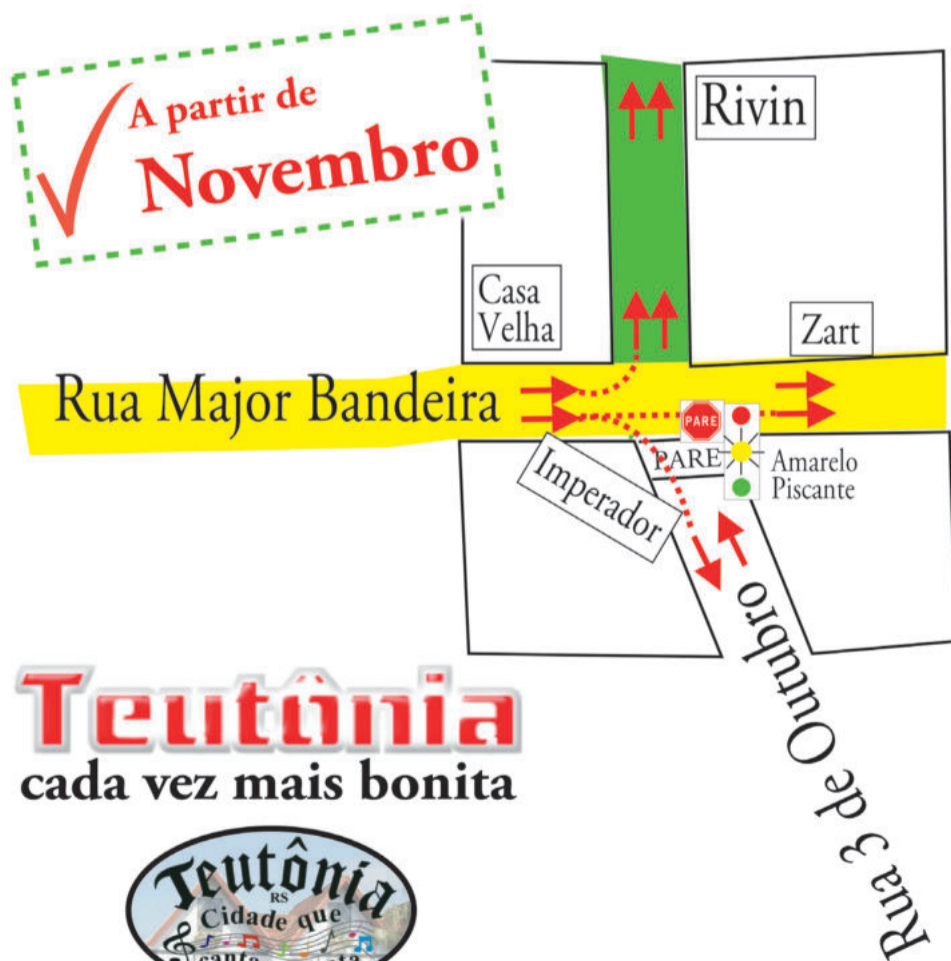 A partir de
Novembro
Rivin
Casa
Velha
Zart
Rua Major Bandeira
PARE
PARE
Amarelo
Piscante
Imperador
Rua 3 de Outubro
Teutônia
cada vez mais bonita
Teutônia
RS
Cidade que
canta